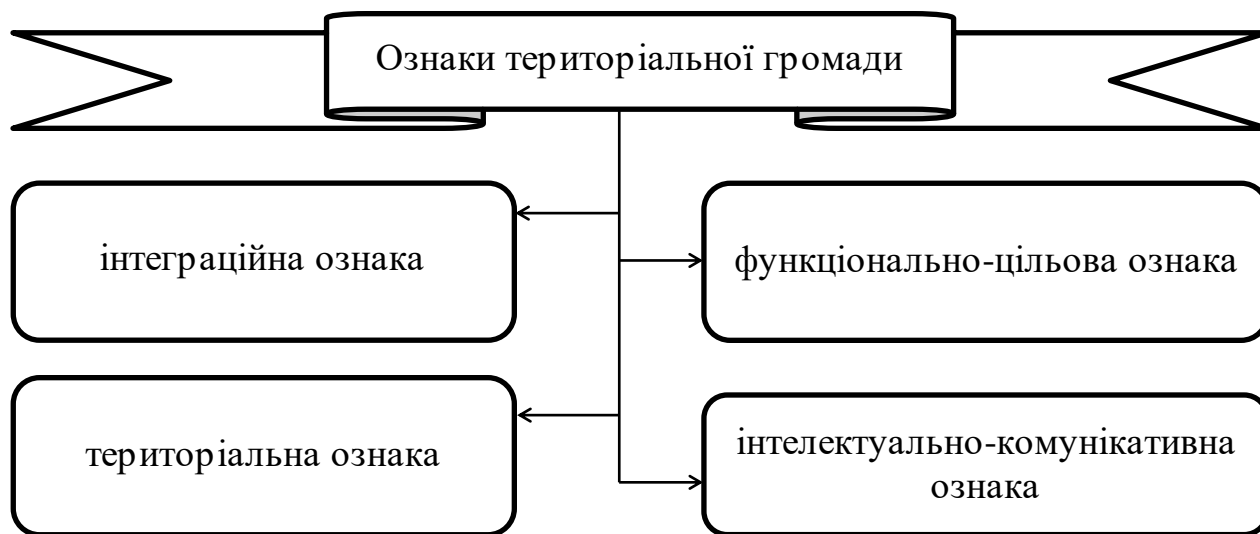 Ознаки територіальної громади
інтеграційна ознака
функціонально-цільова ознака
територіальна ознака
інтелектуально-комунікативна
ознака